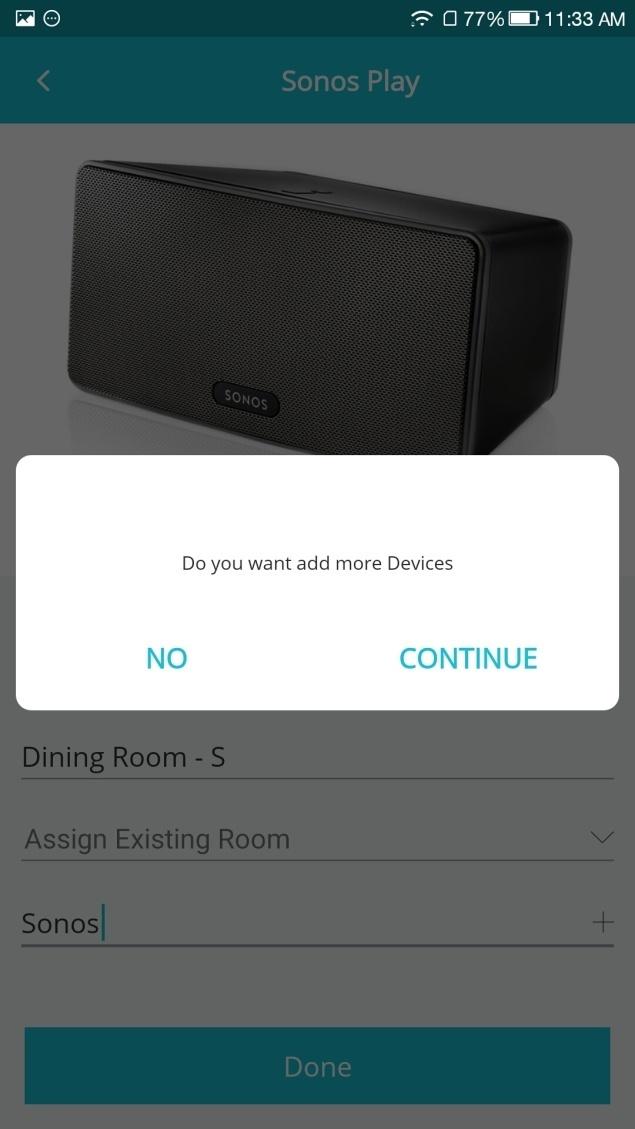 77% 11:33 AM
Sonos Play
SONOS
Do you want add more Devices
NO CONTINUE
Dining Room - S
Assign Existing Room
Sonos
Done